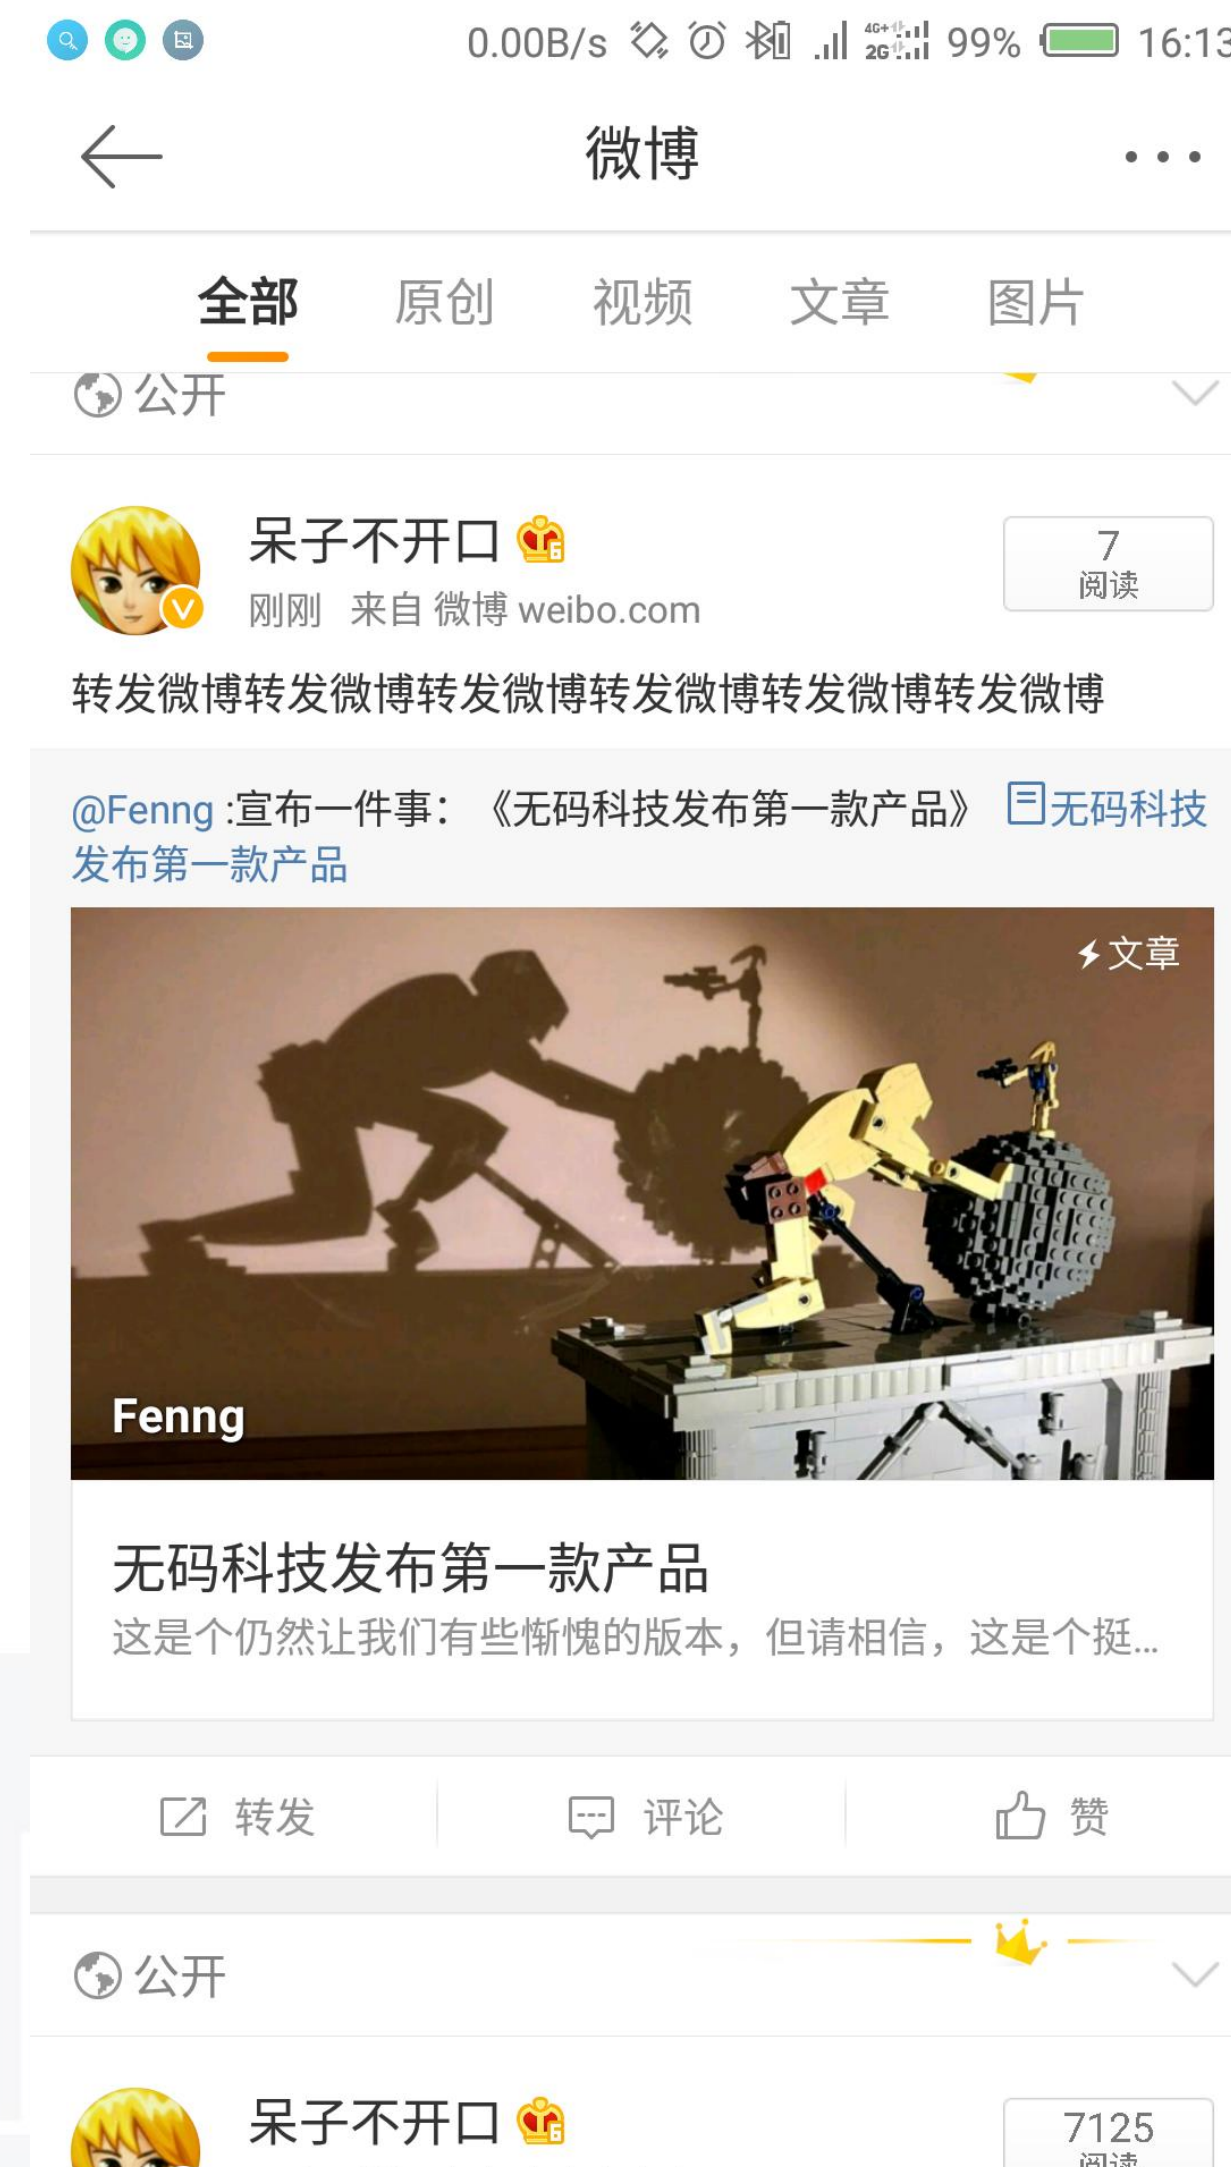 0.00B/s 4G+ 2G 99% 16:13
微博
全部 原创 视频 文章 图片
公开
呆子不开口 6
7
阅读
刚刚 来自 微博 weibo.com
转发微博转发微博转发微博转发微博转发微博转发微博
@Fenng :宣布一件事：《无码科技发布第一款产品》 无码科技
发布第一款产品
文章
Fenng
无码科技发布第一款产品
这是个仍然让我们有些惭愧的版本，但请相信，这是个挺...
转发 评论 赞
公开
呆子不开口 6
7125
阅读